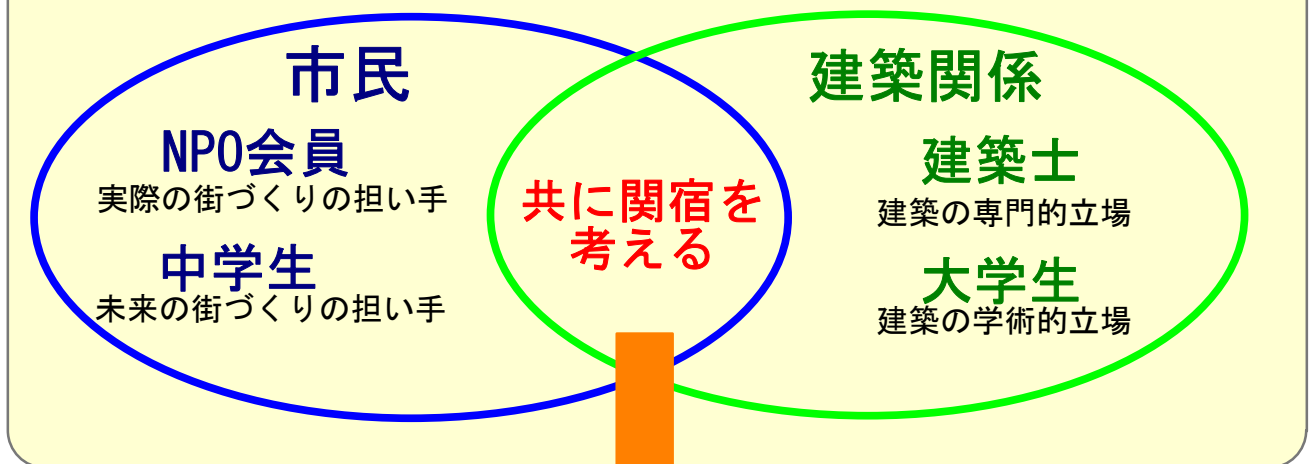 市民
NPO会員
実際の街づくりの担い手
中学生
未来の街づくりの担い手
共に関宿を
考える
建築関係
建築士
建築の専門的立場
大学生
建築の学術的立場